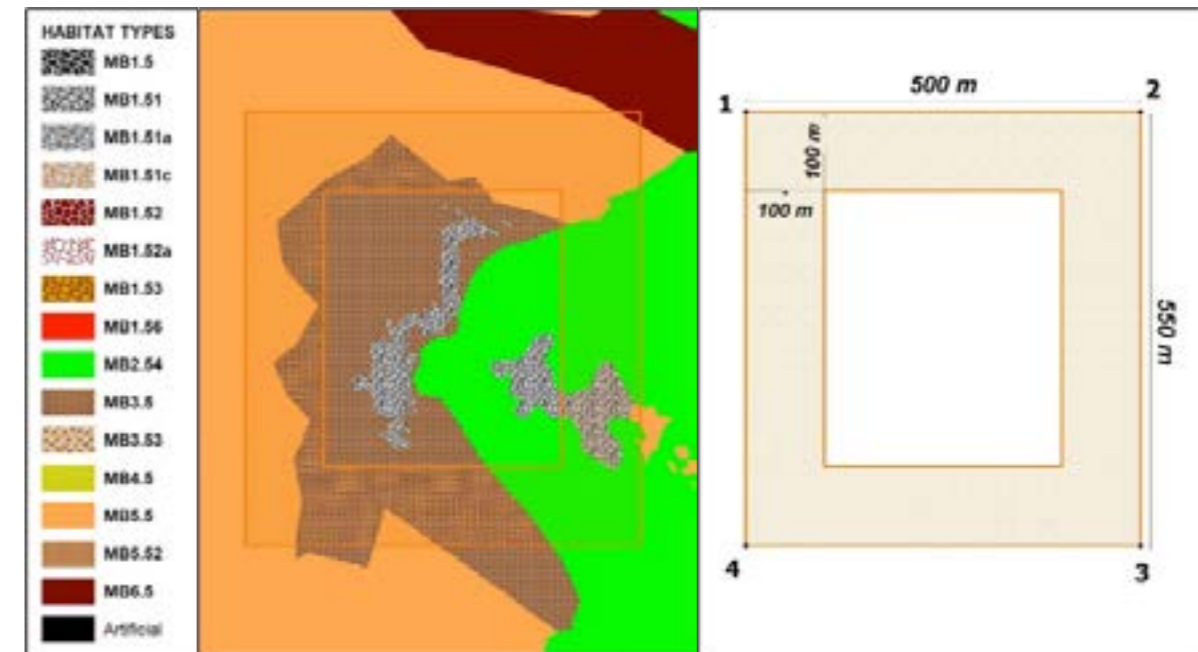 HABITAT TYPES
MB1.5
MB1.51
MB1.51a
MB1.51c
MB1.52
MB1.52a
MB1.53
MB1.56
MB2.54
MB3.5
MB3.53
MB4.5
MB5.5
MB5.52
MB6.5
Artificial
1
500 m
2
100 m
100 m
550 m
4
3